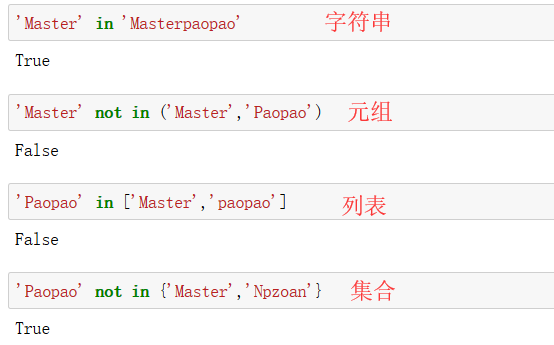 'Master' in 'Masterpaopao' 字符串
True
'Master' not in ('Master','Paopao') 元组
False
'Paopao' in ['Master','paopao'] 列表
False
'Paopao' not in {'Master','Npzoan'} 集合
True